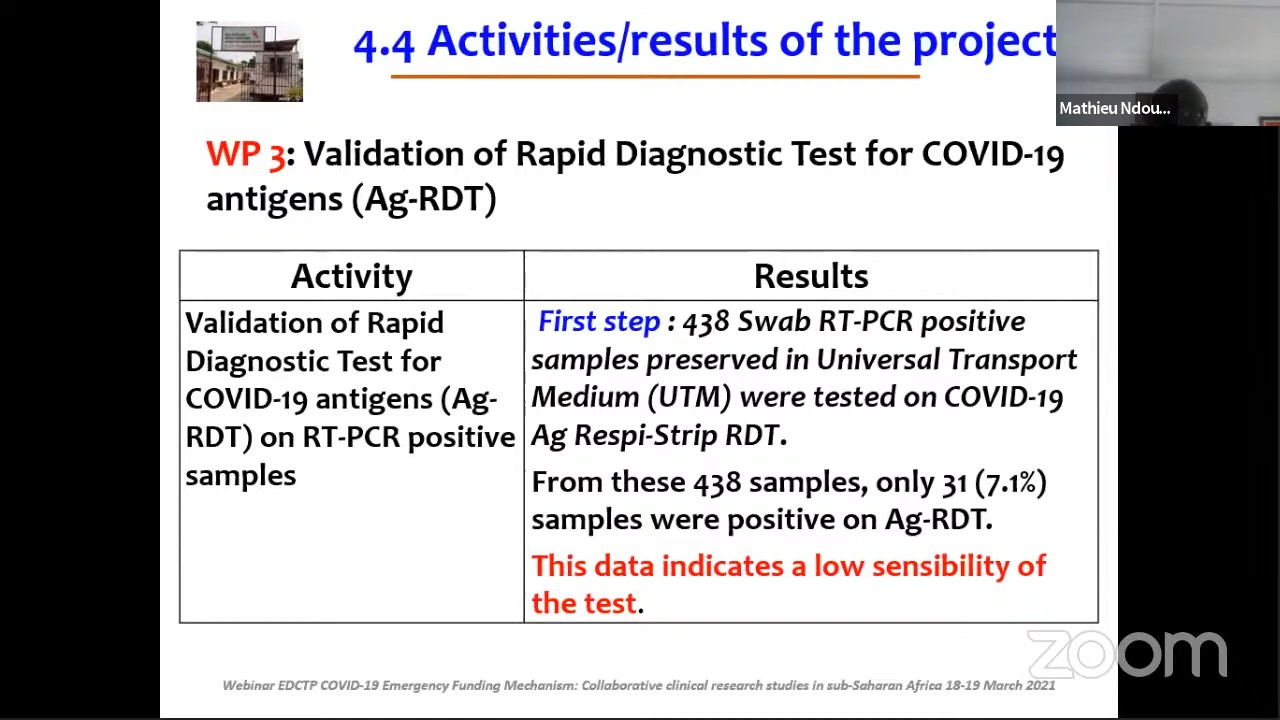 4.4 Activities/results of the project
Mathieu Ndou...
WP 3: Validation of Rapid Diagnostic Test for COVID-19
antigens (Ag-RDT)
Activity
Results
Validation of Rapid
Diagnostic Test for
COVID-19 antigens (Ag-
RDT) on RT-PCR positive
samples
First step : 438 Swab RT-PCR positive
samples preserved in Universal Transport
Medium (UTM) were tested on COVID-19
Ag Respi-Strip RDT.
From these 438 samples, only 31 (7.1%)
samples were positive on Ag-RDT.
This data indicates a low sensibility of
the test.
zoom
Webinar EDCTP COVID-19 Emergency Funding Mechanism: Collaborative clinical research studies in sub-Saharan Africa 18-19 March 2021